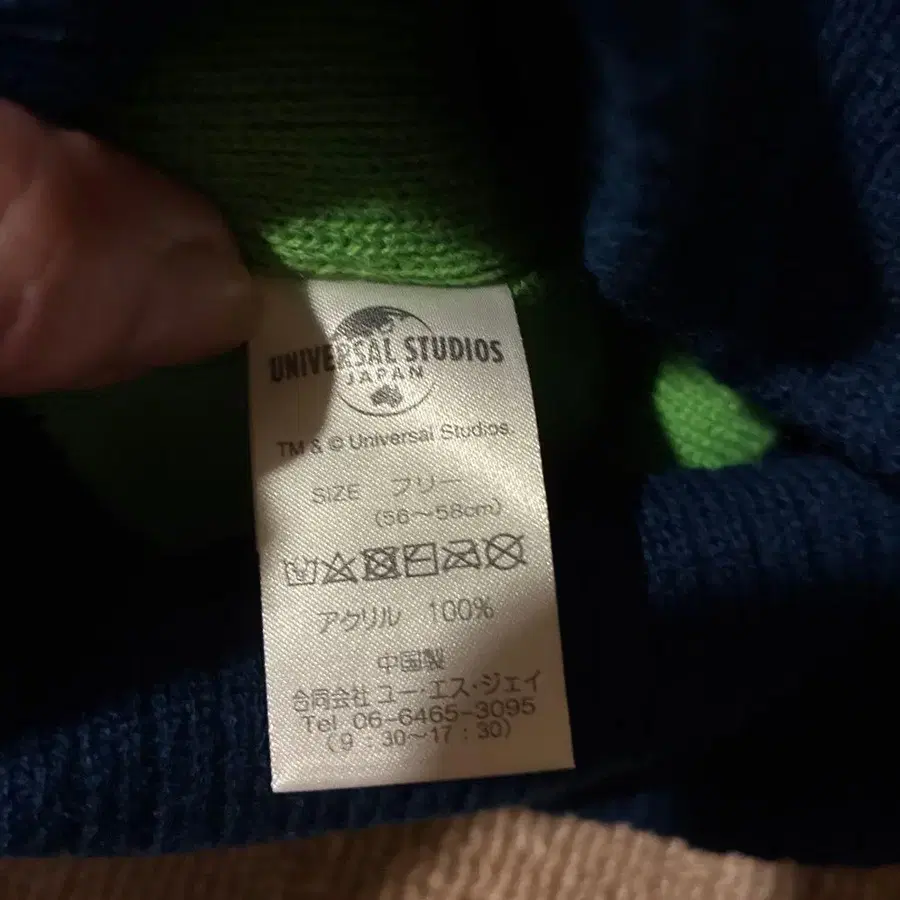 UNIVERSAL STUDIOS
JAPAN
TM & © Universal Studios.
SIZE フリー
(56～58cm)
アクリル 100%
中国製
合同会社 ユー・エス・ジェイ
Tel 06-6465-3095
(9:30～17:30)